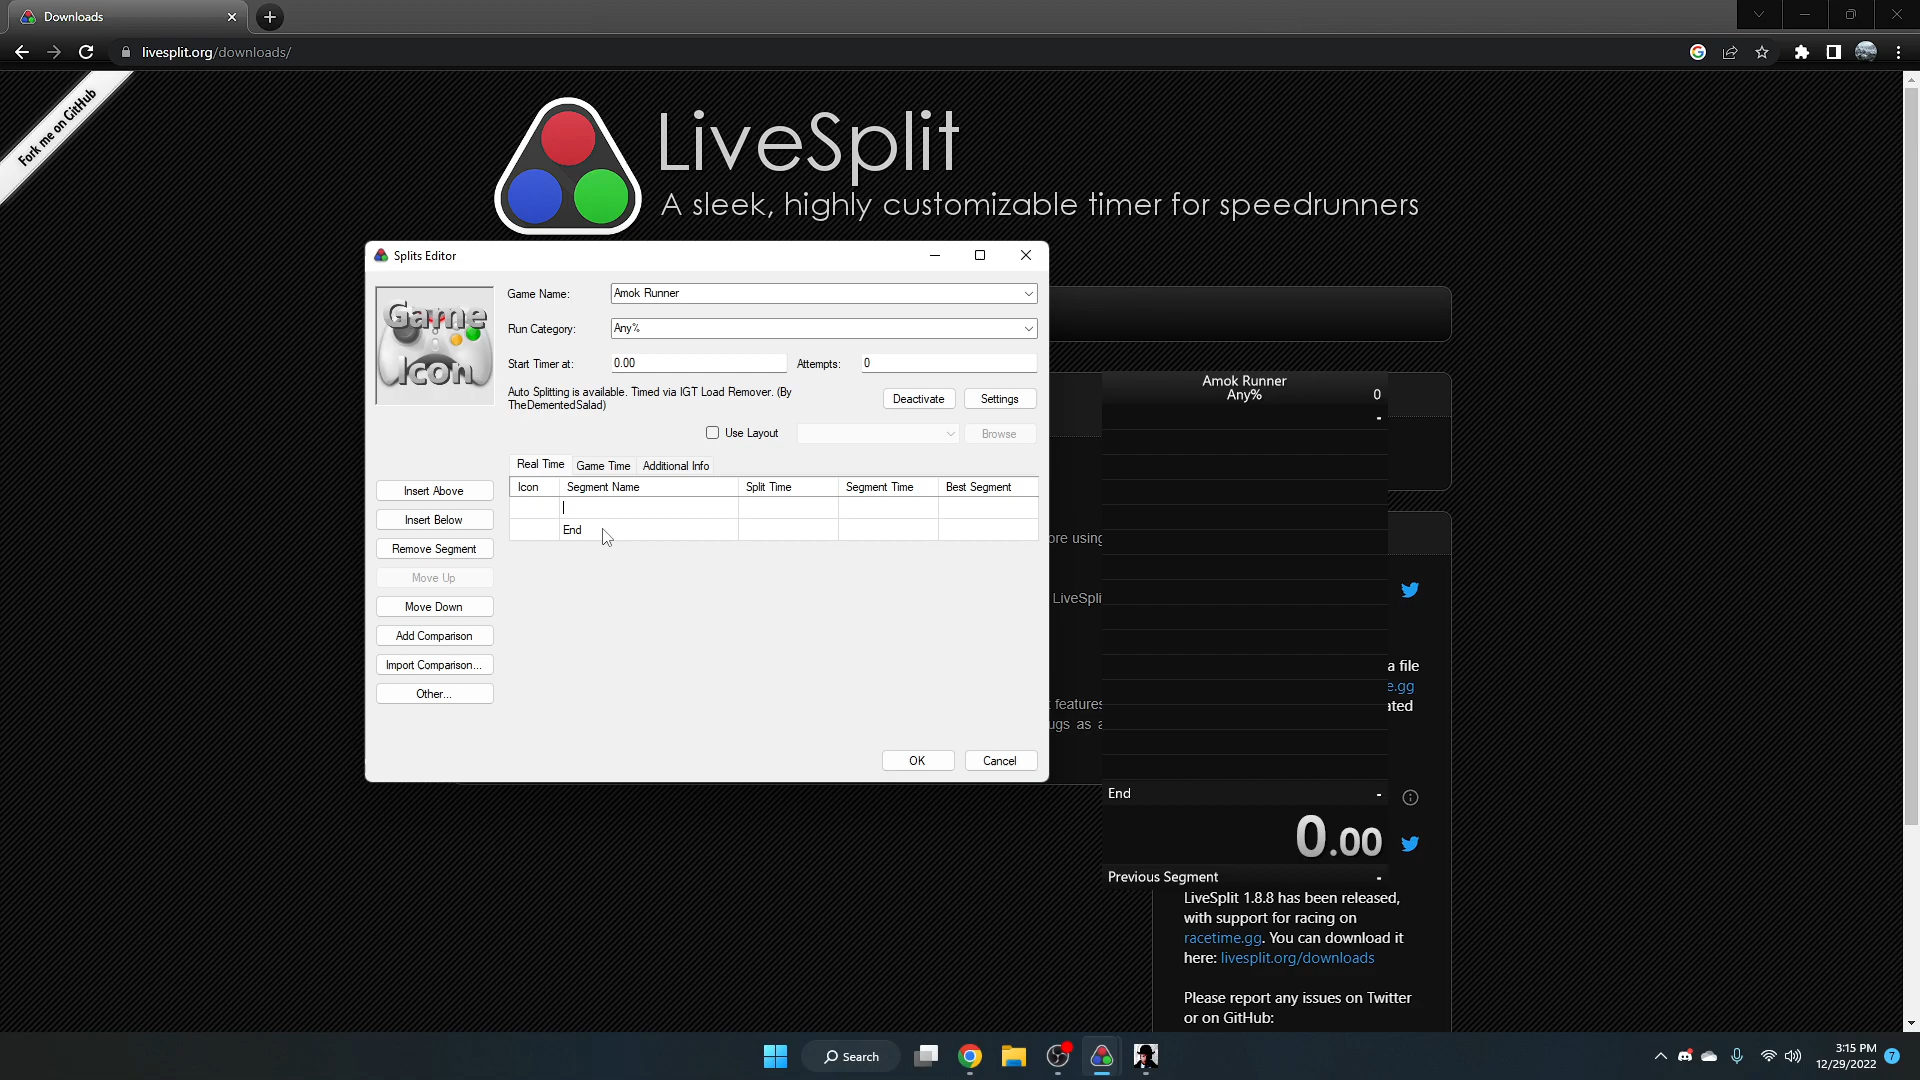 Downloads
livesplit.org/downloads/
Fork me on GitHub
LiveSplit
A sleek, highly customizable timer for speedrunners
Splits Editor
Game
Icon
Game Name:
Amok Runner
Run Category:
Any%
Start Timer at:
0.00
Attempts:
0
Auto Splitting is available. Timed via IGT Load Remover. (By
TheDementedSalad)
Deactivate
Settings
Use Layout
Browse
Real Time
Game Time
Additional Info
Icon
Segment Name
Split Time
Segment Time
Best Segment
End
Insert Above
Insert Below
Remove Segment
Move Up
Move Down
Add Comparison
Import Comparison...
Other...
OK
Cancel
Amok Runner
Any%
0
-
ore using
LiveSpli
a file
e.gg
ated
features
ugs as a
End
-
0.00
Previous Segment
-
LiveSplit 1.8.8 has been released,
with support for racing on
racetime.gg. You can download it
here: livesplit.org/downloads
Please report any issues on Twitter
or on GitHub:
Search
3:15 PM
12/29/2022
7